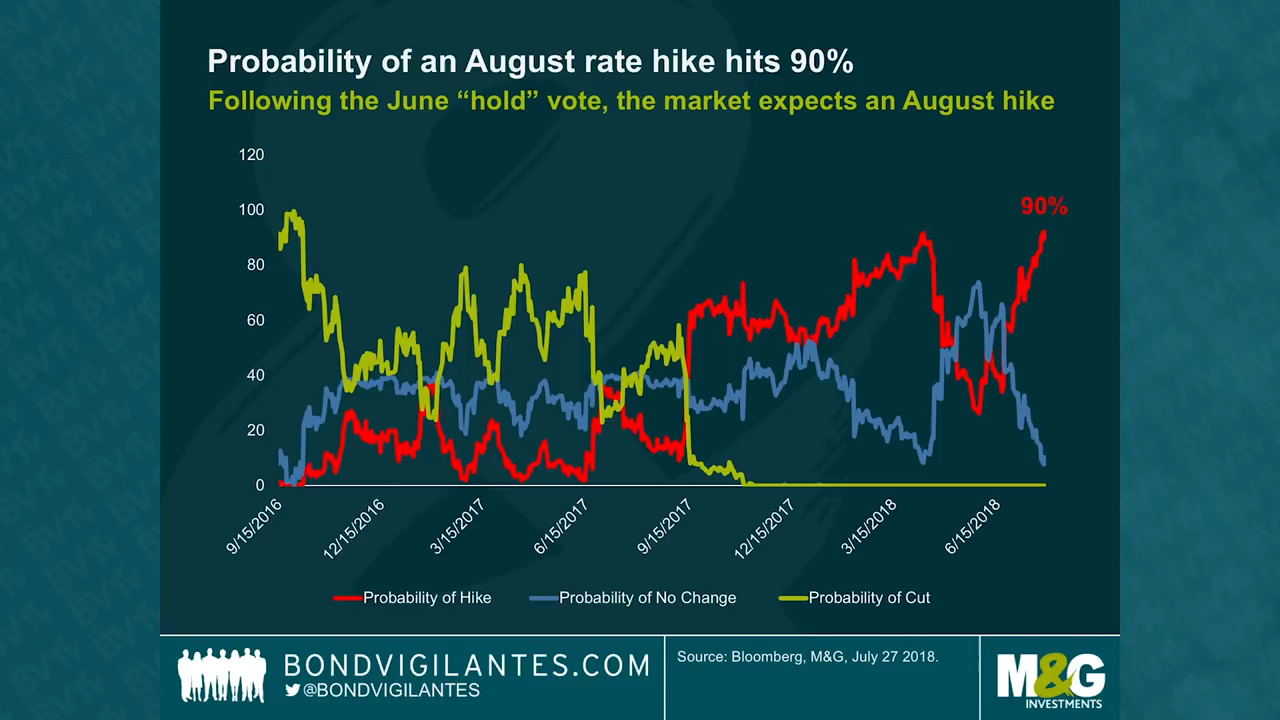 Probability of an August rate hike hits 90%
Following the June “hold” vote, the market expects an August hike
120
100
80
60
40
20
0
90%
9/15/2016
12/15/2016
3/15/2017
6/15/2017
9/15/2017
12/15/2017
3/15/2018
6/15/2018
Probability of Hike
Probability of No Change
Probability of Cut
BONDVIGILANTES.COM
@BONDVIGILANTES
Source: Bloomberg, M&G, July 27 2018.
M&G
INVESTMENTS